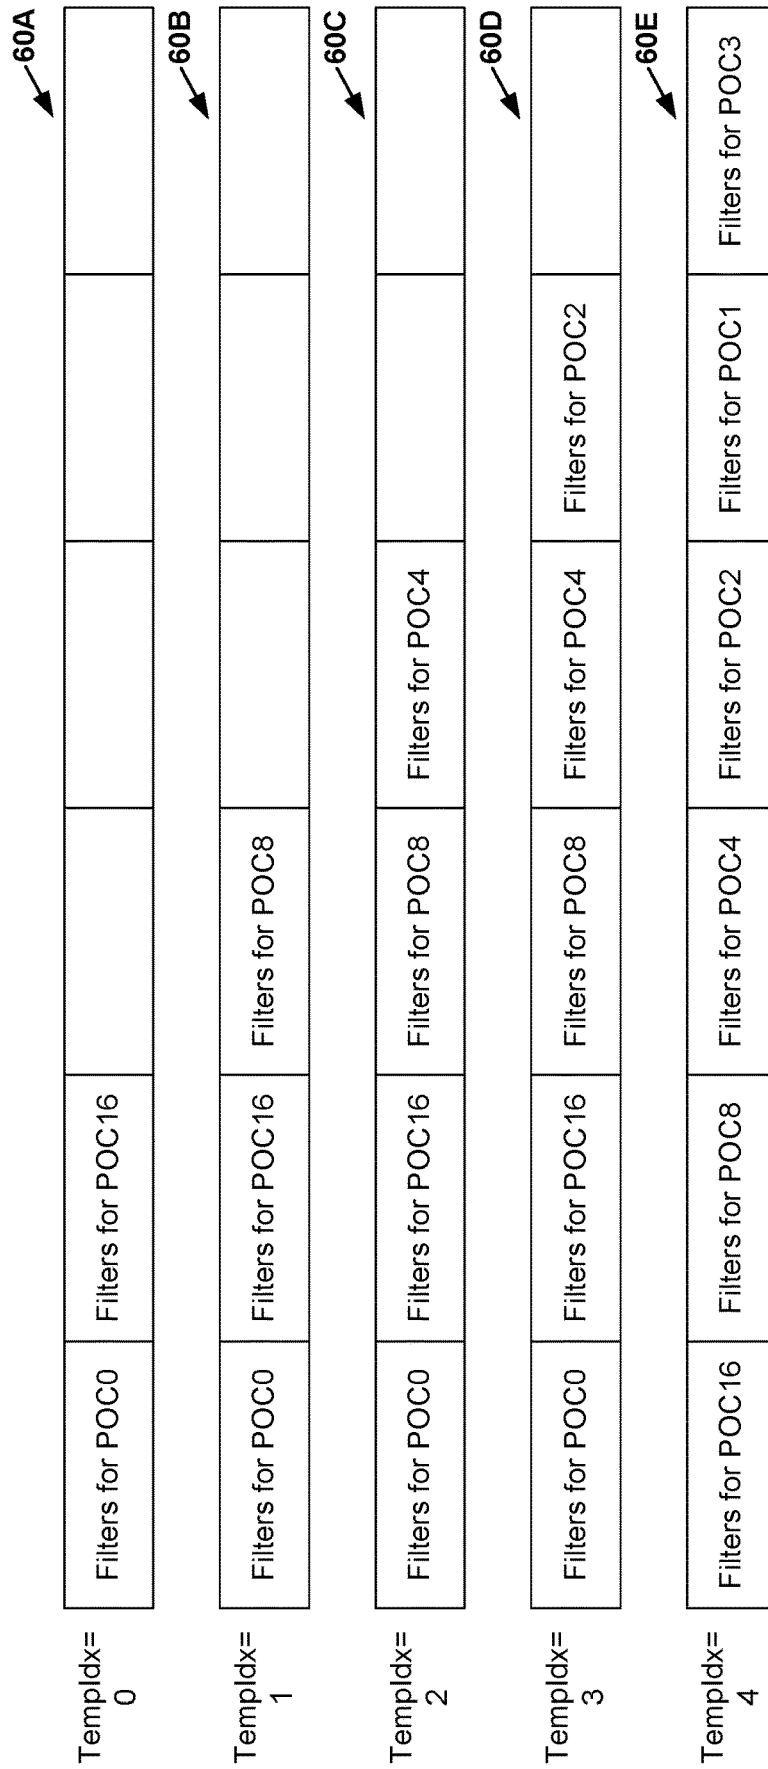 60A
TempIdx=
0
Filters for POC0
Filters for POC16
60B
TempIdx=
1
Filters for POC0
Filters for POC16
Filters for POC8
60C
TempIdx=
2
Filters for POC0
Filters for POC16
Filters for POC8
Filters for POC4
60D
TempIdx=
3
Filters for POC0
Filters for POC16
Filters for POC8
Filters for POC4
Filters for POC2
60E
TempIdx=
4
Filters for POC16
Filters for POC8
Filters for POC4
Filters for POC2
Filters for POC1
Filters for POC3